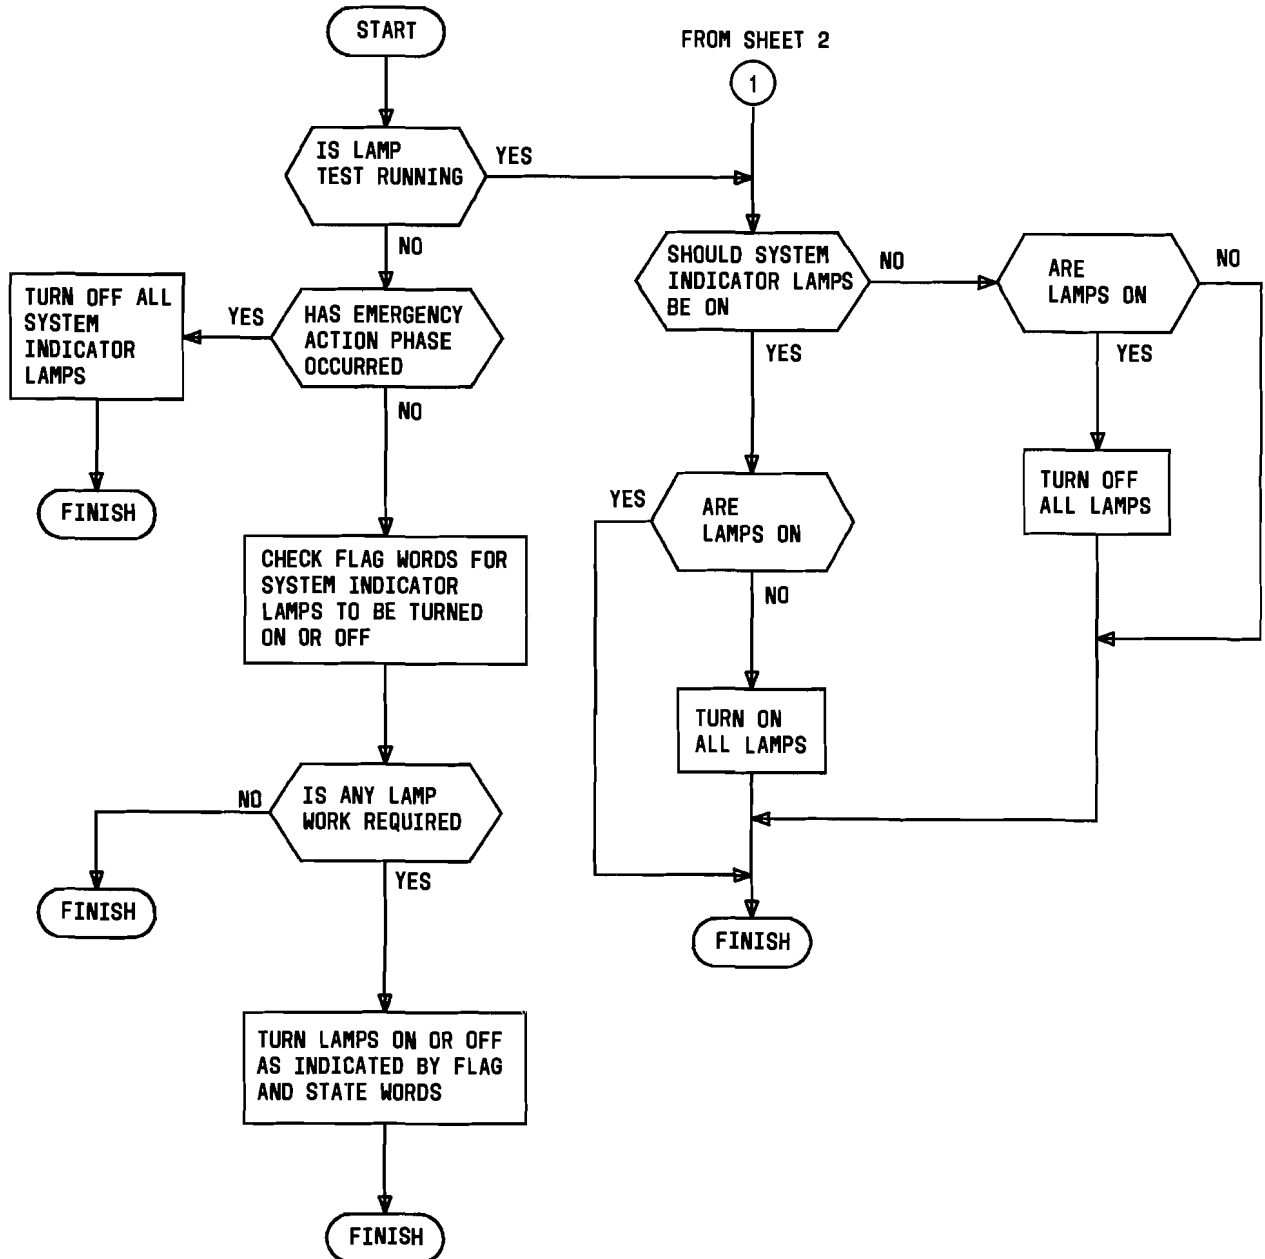 START
FROM SHEET 2
1
IS LAMP
TEST RUNNING
YES
NO
SHOULD SYSTEM
INDICATOR LAMPS
BE ON
NO
ARE
LAMPS ON
NO
YES
YES
TURN OFF ALL
SYSTEM
INDICATOR
LAMPS
YES
HAS EMERGENCY
ACTION PHASE
OCCURRED
NO
FINISH
YES
ARE
LAMPS ON
NO
TURN OFF
ALL LAMPS
CHECK FLAG WORDS FOR
SYSTEM INDICATOR
LAMPS TO BE TURNED
ON OR OFF
TURN ON
ALL LAMPS
NO
IS ANY LAMP
WORK REQUIRED
YES
FINISH
FINISH
TURN LAMPS ON OR OFF
AS INDICATED BY FLAG
AND STATE WORDS
FINISH